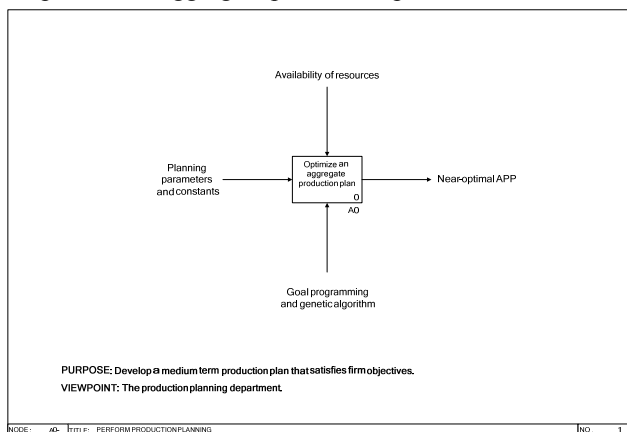 Availability of resources
Planning
parameters
and constants
Optimize an
aggregate
production plan
0
A0
Near-optimal APP
Goal programming
and genetic algorithm
PURPOSE: Develop a medium term production plan that satisfies firm objectives.
VIEWPOINT: The production planning department.
NODE: A0- TITLE: PERFORM PRODUCTION PLANNING NO. 1